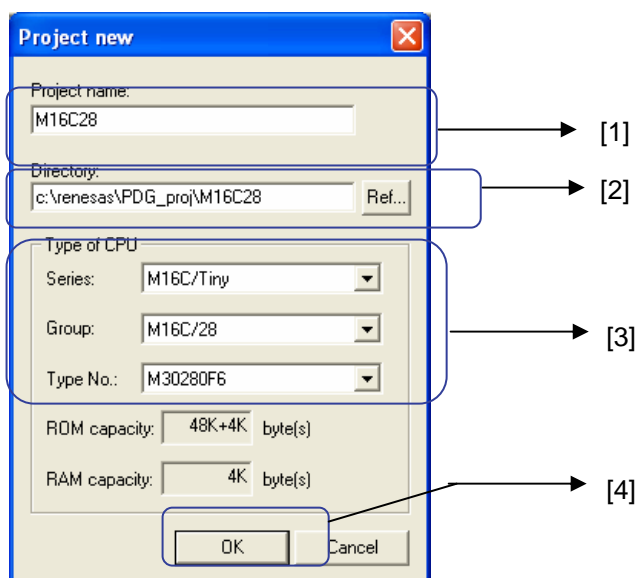 Project new
Project name:
M16C28
[1]
Directory:
c:\renesas\PDG_proj\M16C28 Ref...
[2]
Type of CPU
Series: M16C/Tiny
Group: M16C/28
[3]
Type No.: M30280F6
ROM capacity: 48K+4K byte(s)
RAM capacity: 4K byte(s)
[4]
OK Cancel